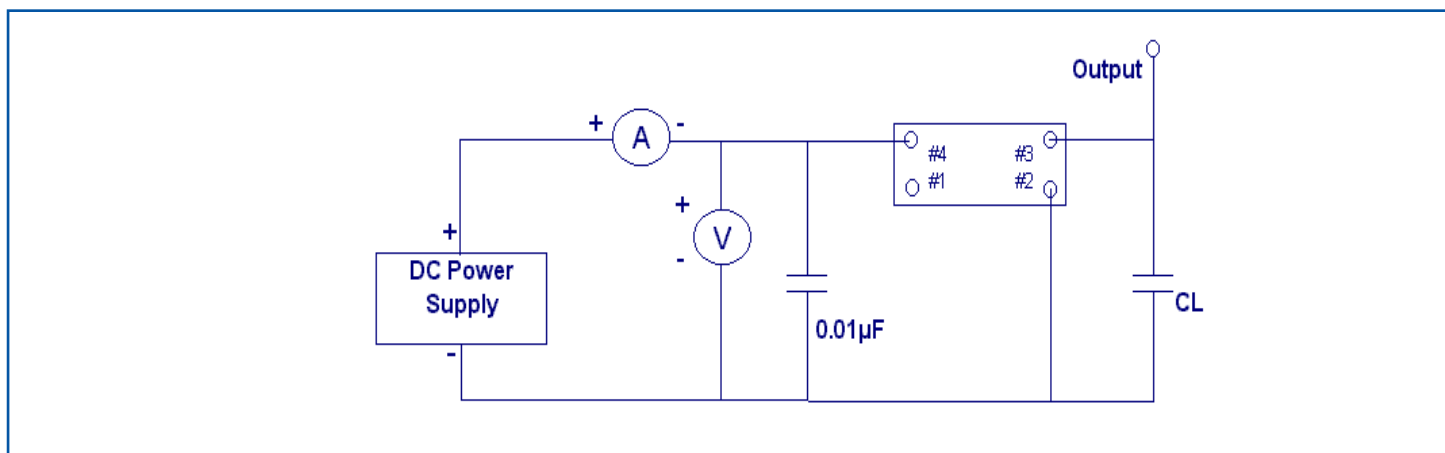 Output
+
A
-
#4
#3
#1
#2
+
V
-
+
DC Power
Supply
-
0.01µF
CL